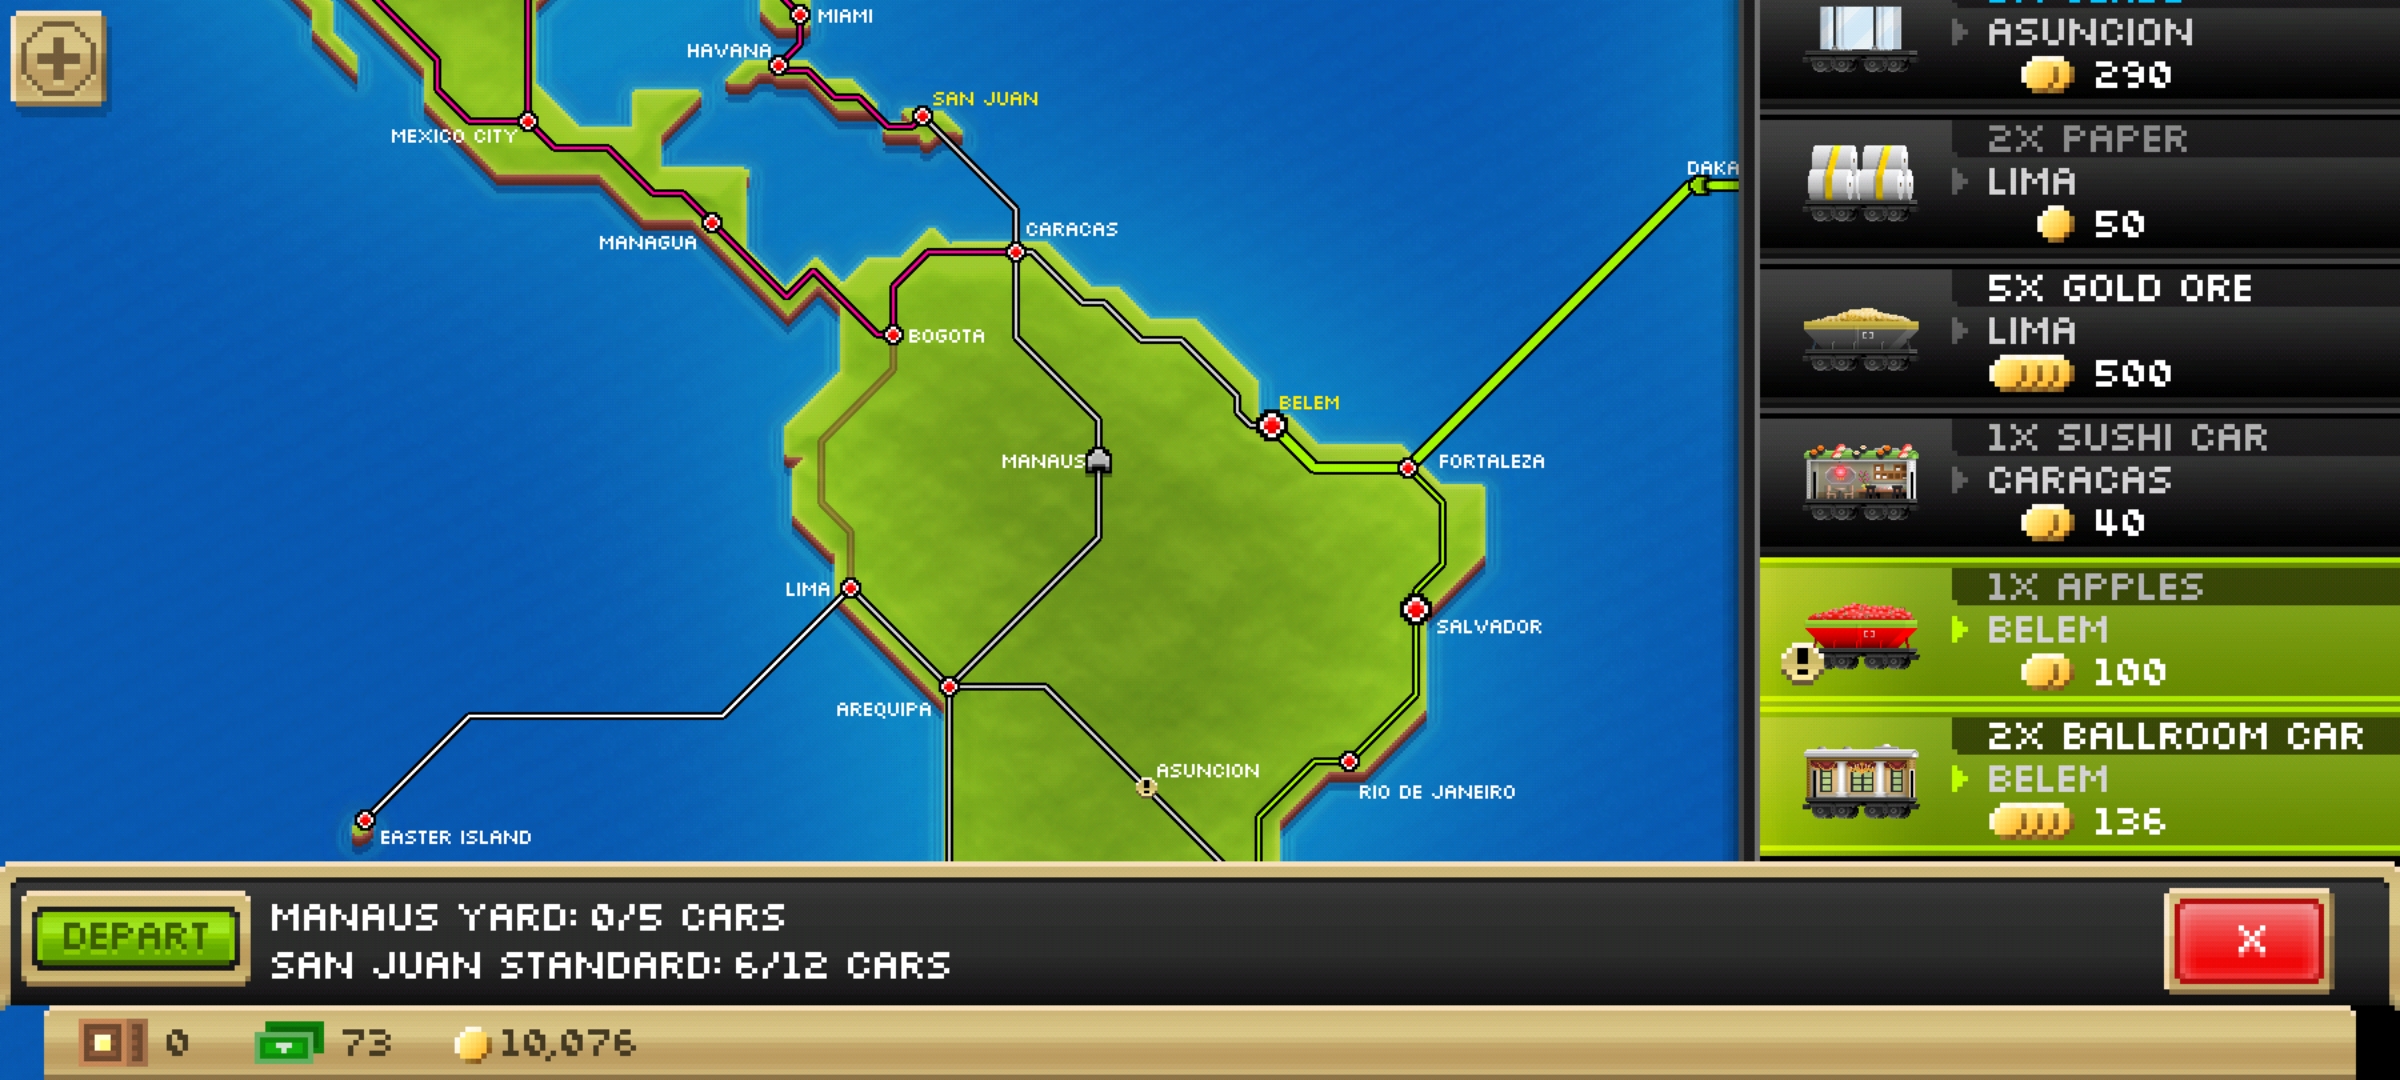 MIAMI
HAVANA
SAN JUAN
MEXICO CITY
DAKA
CARACAS
MANAGUA
BOGOTA
BELEM
MANAUS
FORTALEZA
LIMA
SALVADOR
AREQUIPA
ASUNCION
RIO DE JANEIRO
EASTER ISLAND
ASUNCION
290
2X PAPER
LIMA
50
5X GOLD ORE
LIMA
500
1X SUSHI CAR
CARACAS
40
1X APPLES
BELEM
100
2X BALLROOM CAR
BELEM
136
DEPART
MANAUS YARD: 0/5 CARS
SAN JUAN STANDARD: 6/12 CARS
X
0
73
10,076